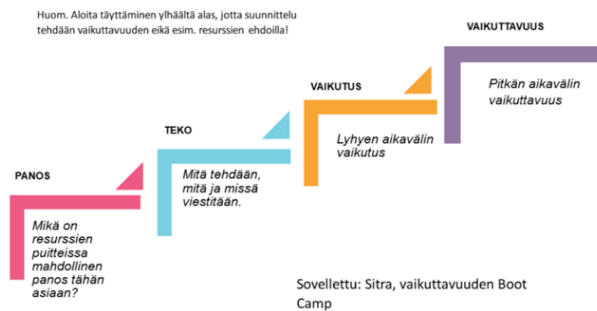 Huom. Aloita täyttäminen ylhäältä alas, jotta suunnittelu
tehdään vaikuttavuuden eikä esim. resurssien ehdoilla!
VAIKUTTAVUUS
Pitkän aikavälin
vaikuttavuus
VAIKUTUS
Lyhyen aikavälin
vaikutus
TEKO
Mitä tehdään,
mitä ja missä
viestitään.
PANOS
Mikä on
resurssien
puitteissa
mahdollinen
panos tähän
asiaan?
Sovellettu: Sitra, vaikuttavuuden Boot
Camp